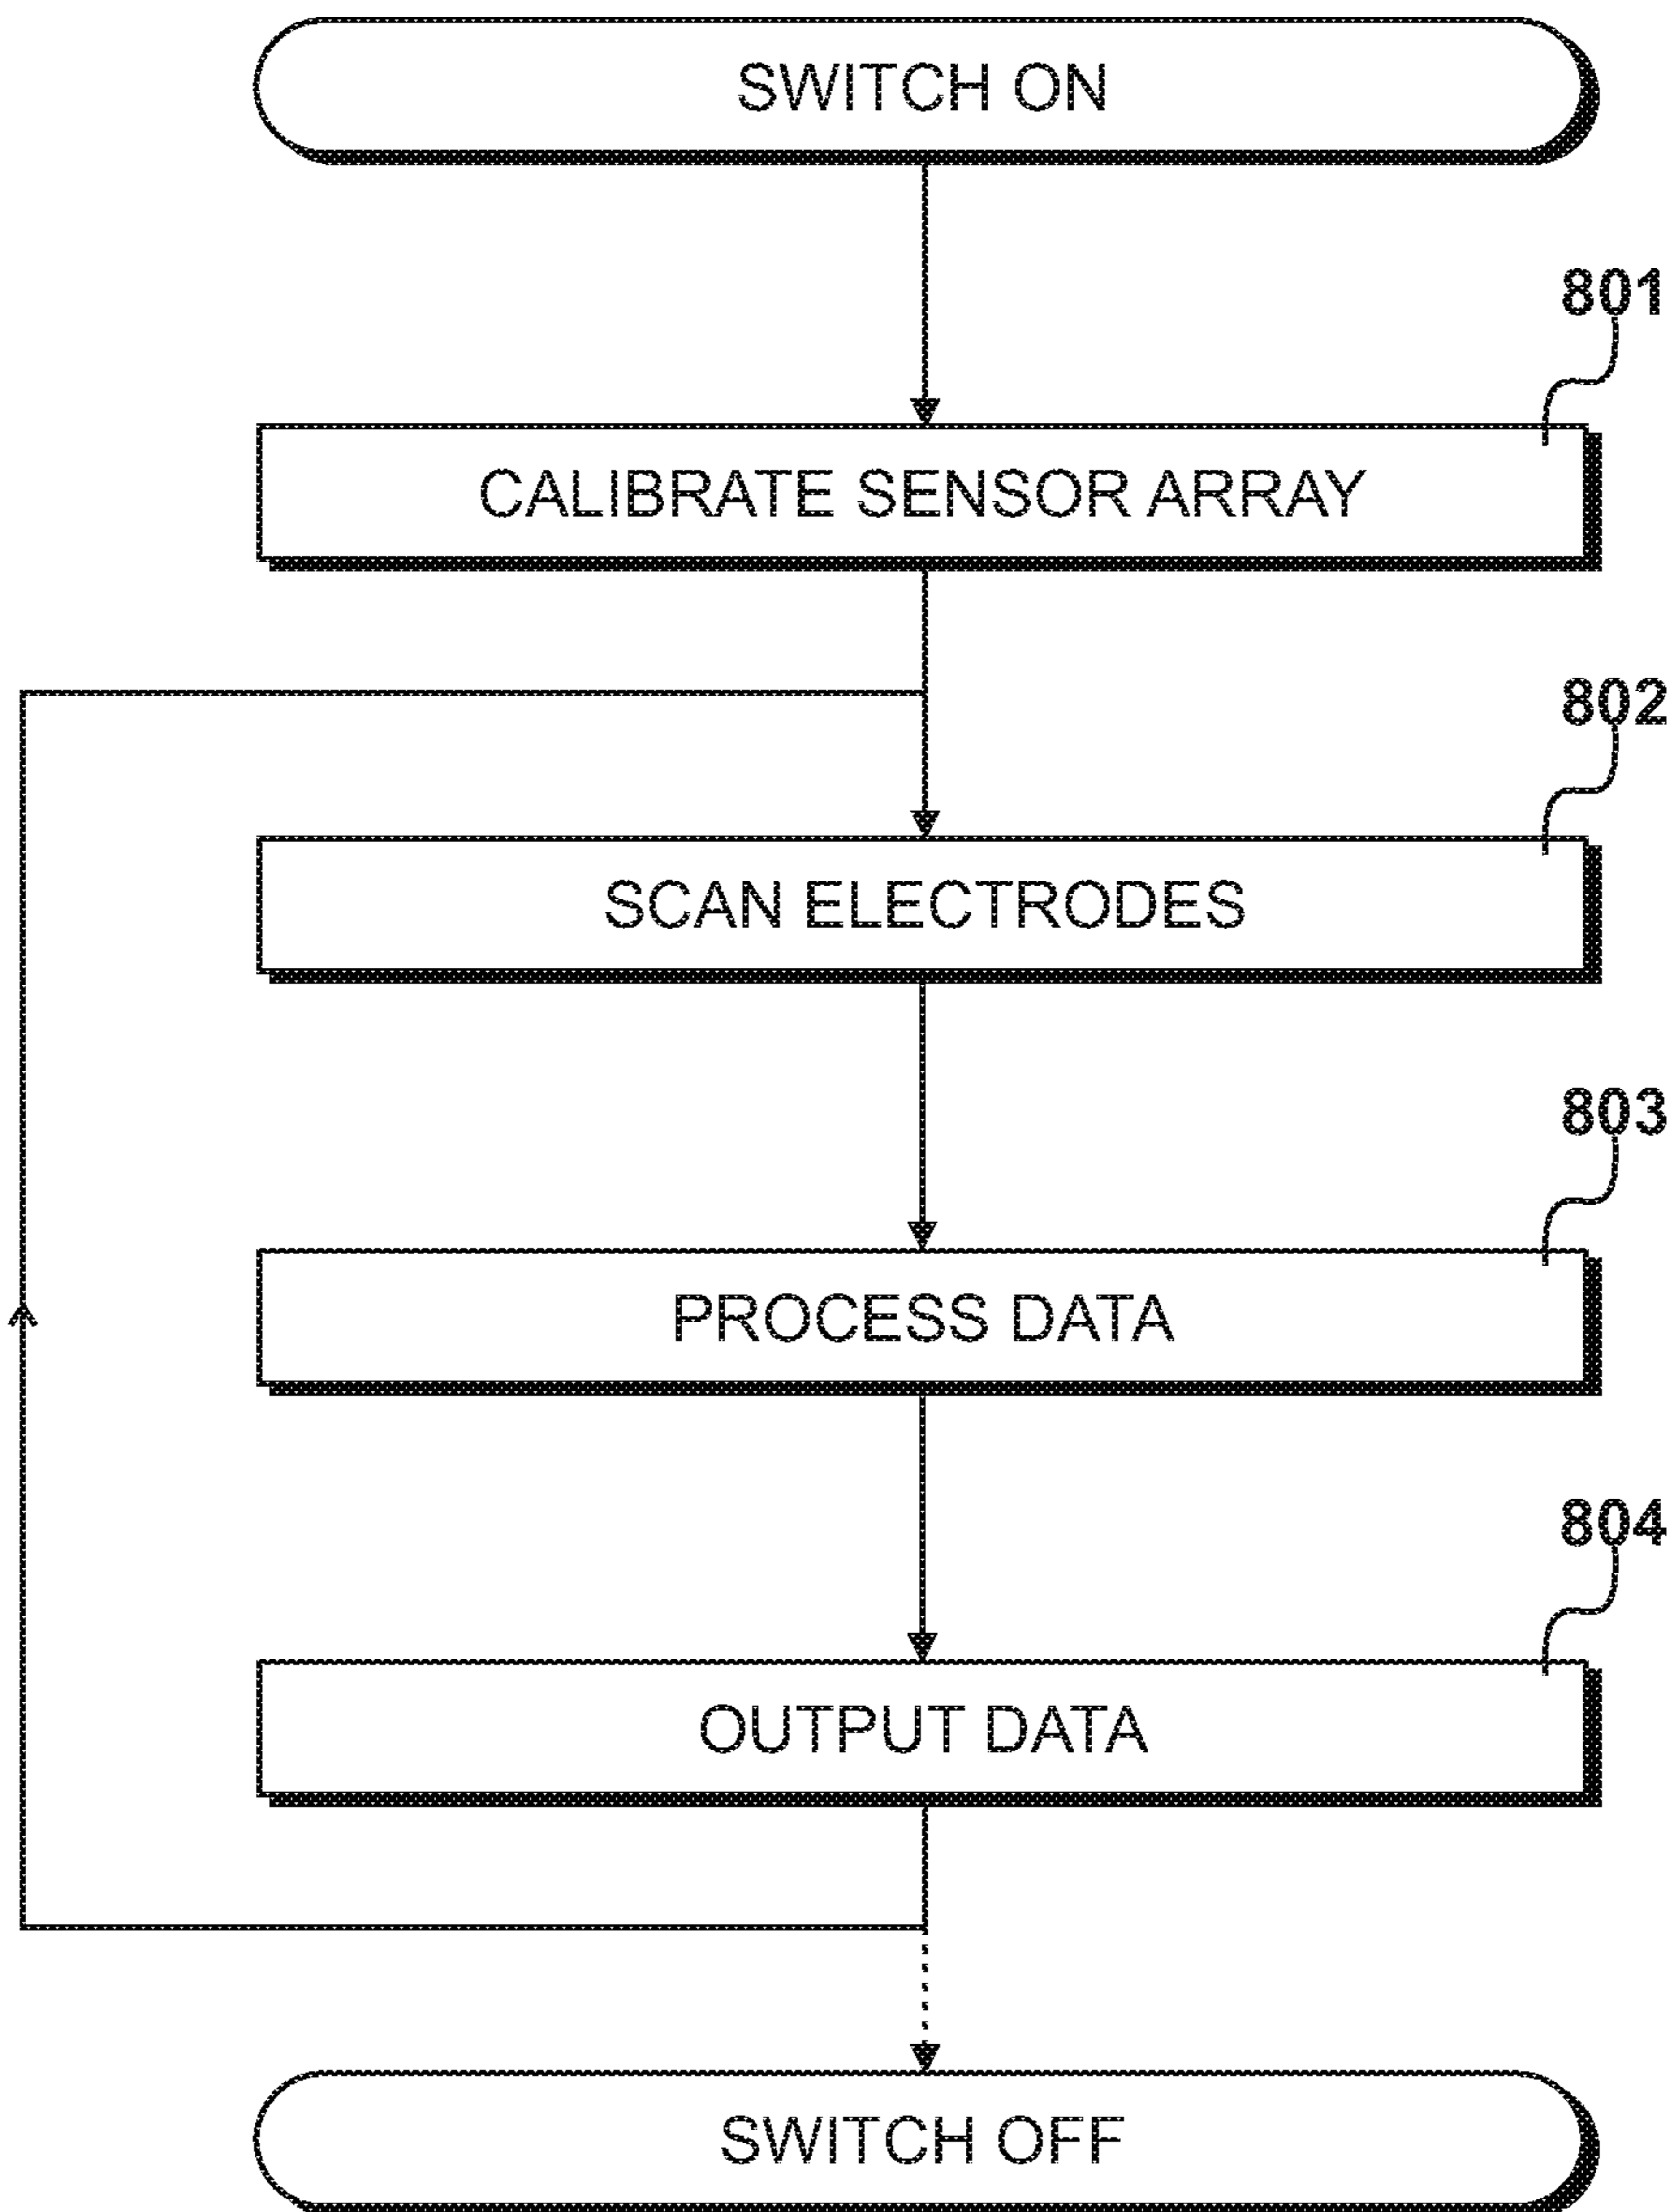 SWITCH ON
801
CALIBRATE SENSOR ARRAY
802
SCAN ELECTRODES
803
PROCESS DATA
804
OUTPUT DATA
SWITCH OFF